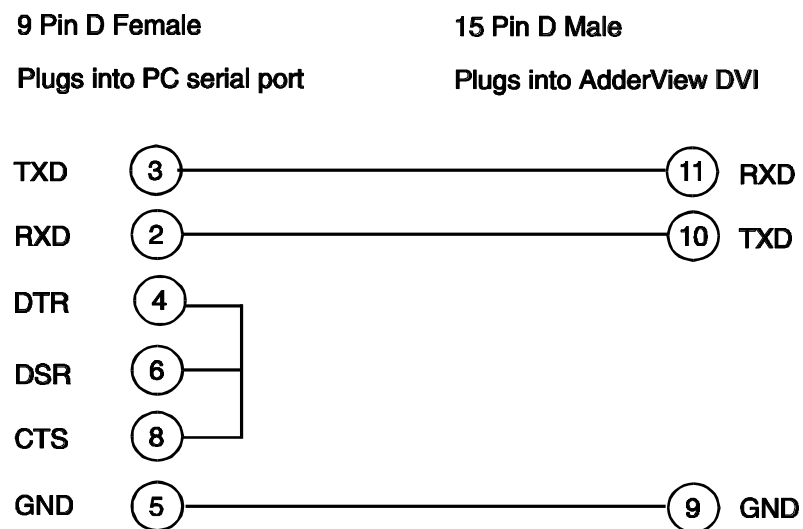 9 Pin D Female 15 Pin D Male
Plugs into PC serial port Plugs into AdderView DVI
TXD 3 11 RXD
RXD 2 10 TXD
DTR 4
DSR 6
CTS 8
GND 5 9 GND